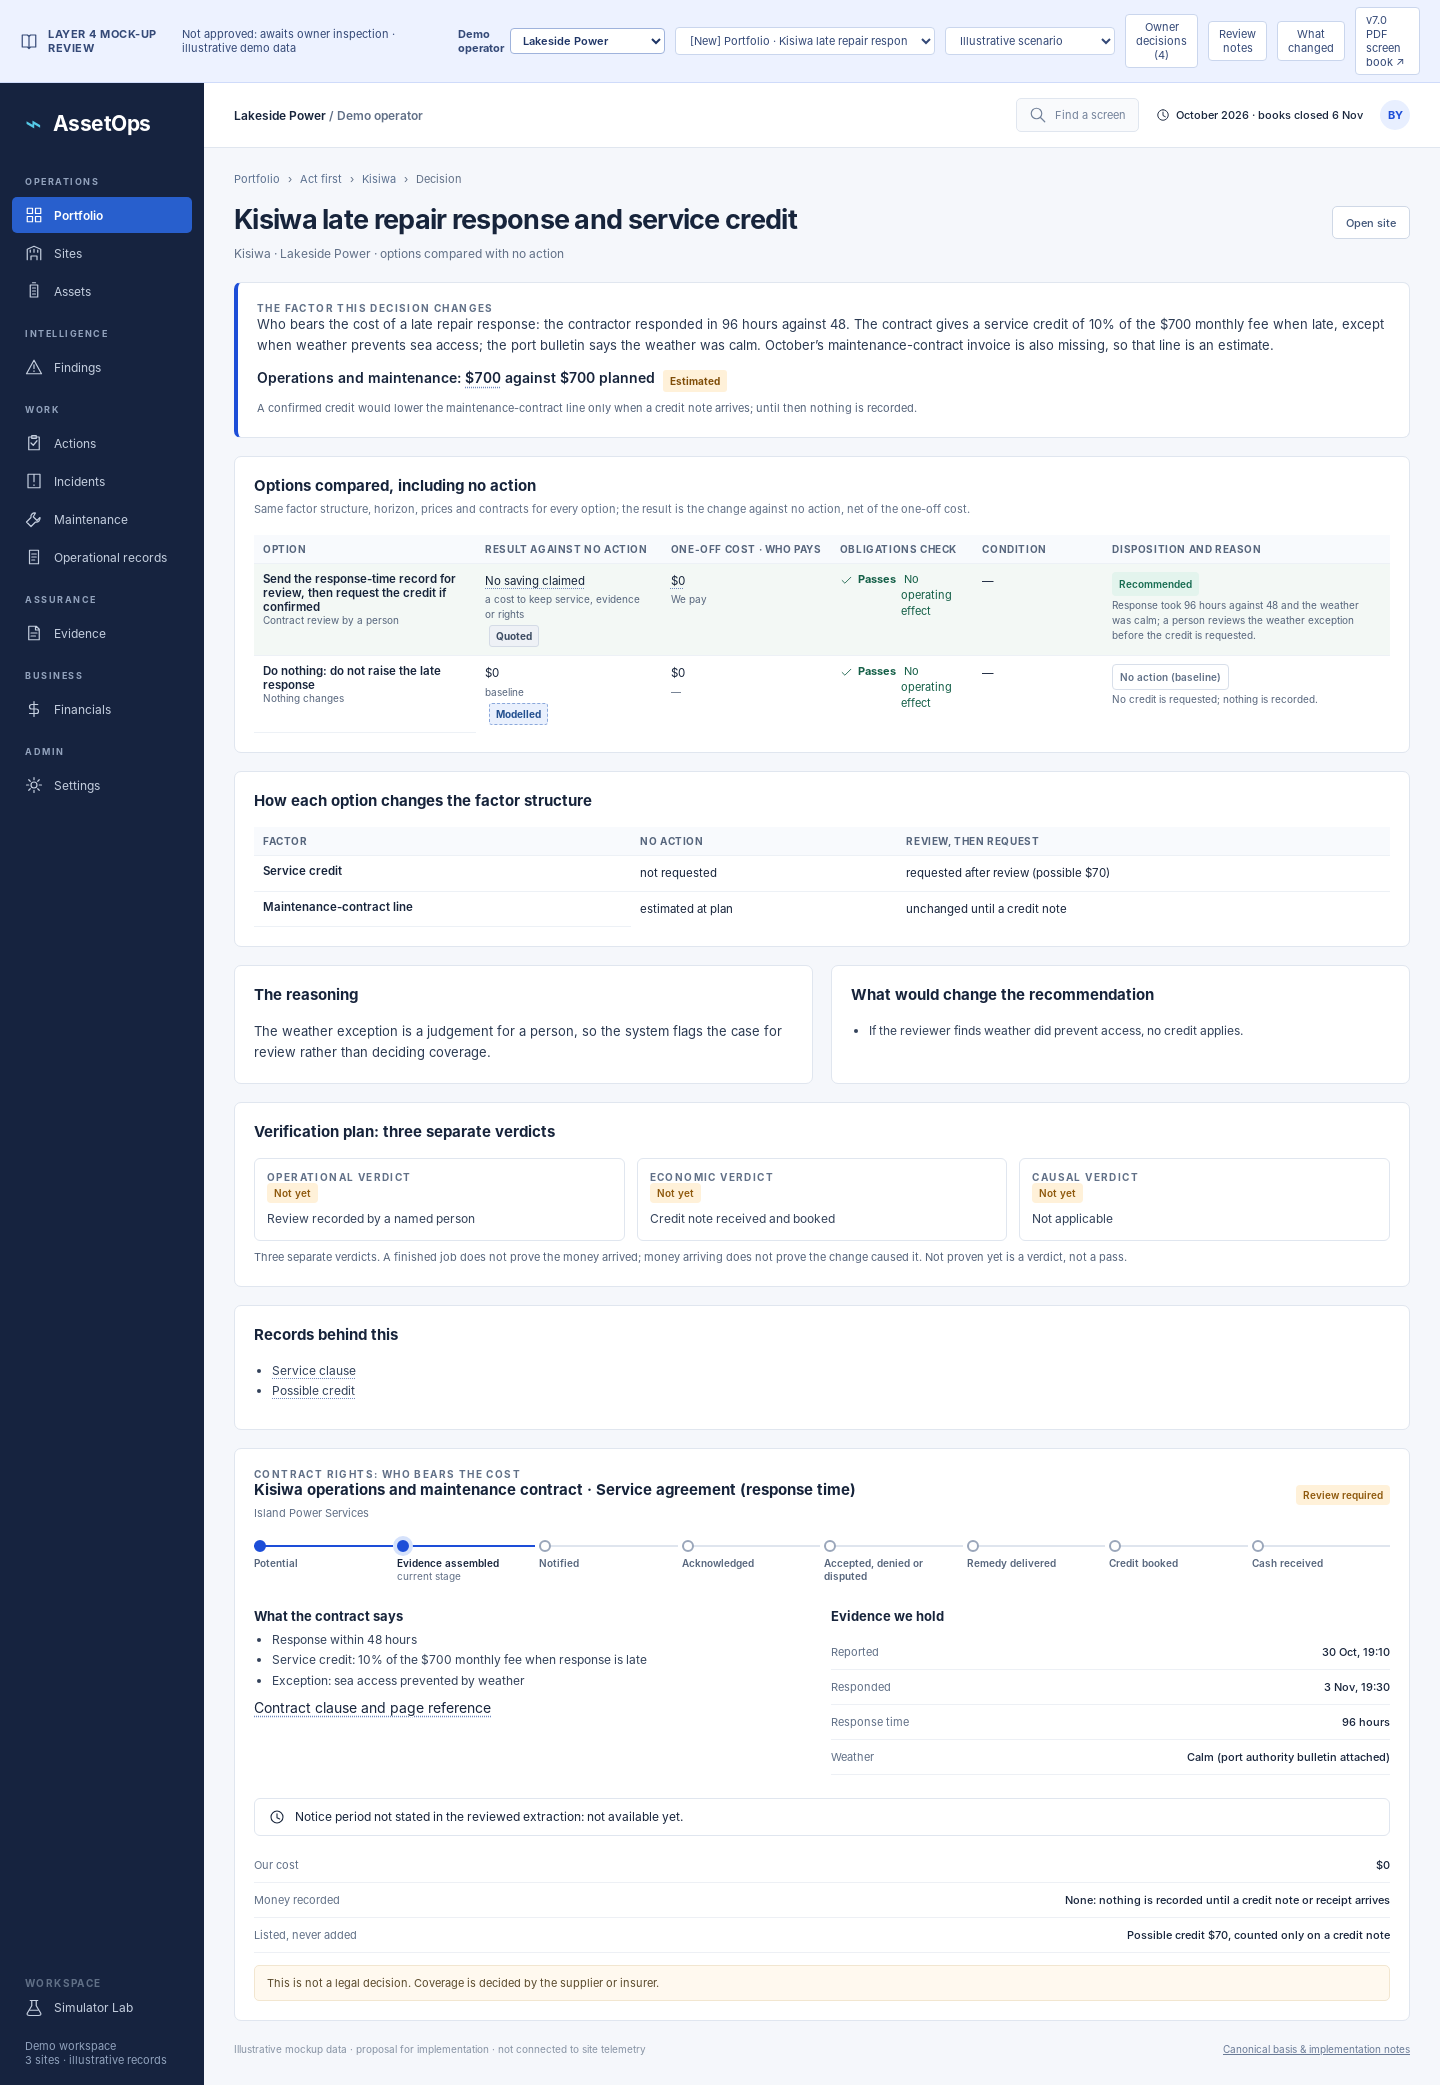 LAYER 4 MOCK-UP
REVIEW
Not approved: awaits owner inspection ·
illustrative demo data
Demo
operator
Lakeside Power
[New] Portfolio · Kisiwa late repair respon
Illustrative scenario
Owner
decisions
(4)
Review
notes
What
changed
v7.0
PDF
screen
book ↗
AssetOps
OPERATIONS
Portfolio
Sites
Assets
INTELLIGENCE
Findings
WORK
Actions
Incidents
Maintenance
Operational records
ASSURANCE
Evidence
BUSINESS
Financials
ADMIN
Settings
WORKSPACE
Simulator Lab
Demo workspace
3 sites · illustrative records
Lakeside Power / Demo operator
Find a screen
October 2026 · books closed 6 Nov
BY
Portfolio › Act first › Kisiwa › Decision
Kisiwa late repair response and service credit
Open site
Kisiwa · Lakeside Power · options compared with no action
THE FACTOR THIS DECISION CHANGES
Who bears the cost of a late repair response: the contractor responded in 96 hours against 48. The contract gives a service credit of 10% of the $700 monthly fee when late, except
when weather prevents sea access; the port bulletin says the weather was calm. October’s maintenance-contract invoice is also missing, so that line is an estimate.
Operations and maintenance: $700 against $700 planned Estimated
A confirmed credit would lower the maintenance-contract line only when a credit note arrives; until then nothing is recorded.
Options compared, including no action
Same factor structure, horizon, prices and contracts for every option; the result is the change against no action, net of the one-off cost.
OPTION RESULT AGAINST NO ACTION ONE-OFF COST · WHO PAYS OBLIGATIONS CHECK CONDITION DISPOSITION AND REASON
Send the response-time record for
review, then request the credit if
confirmed
Contract review by a person
No saving claimed
a cost to keep service, evidence
or rights
Quoted
$0
We pay
Passes No
operating
effect
—
Recommended
Response took 96 hours against 48 and the weather
was calm; a person reviews the weather exception
before the credit is requested.
Do nothing: do not raise the late
response
Nothing changes
$0
baseline
Modelled
$0
—
Passes No
operating
effect
—
No action (baseline)
No credit is requested; nothing is recorded.
How each option changes the factor structure
FACTOR NO ACTION REVIEW, THEN REQUEST
Service credit not requested requested after review (possible $70)
Maintenance-contract line estimated at plan unchanged until a credit note
The reasoning
The weather exception is a judgement for a person, so the system flags the case for
review rather than deciding coverage.
What would change the recommendation
• If the reviewer finds weather did prevent access, no credit applies.
Verification plan: three separate verdicts
OPERATIONAL VERDICT
Not yet
Review recorded by a named person
ECONOMIC VERDICT
Not yet
Credit note received and booked
CAUSAL VERDICT
Not yet
Not applicable
Three separate verdicts. A finished job does not prove the money arrived; money arriving does not prove the change caused it. Not proven yet is a verdict, not a pass.
Records behind this
• Service clause
• Possible credit
CONTRACT RIGHTS: WHO BEARS THE COST
Kisiwa operations and maintenance contract · Service agreement (response time)
Review required
Island Power Services
Potential
Evidence assembled
current stage
Notified
Acknowledged
Accepted, denied or
disputed
Remedy delivered
Credit booked
Cash received
What the contract says
• Response within 48 hours
• Service credit: 10% of the $700 monthly fee when response is late
• Exception: sea access prevented by weather
Contract clause and page reference
Evidence we hold
Reported 30 Oct, 19:10
Responded 3 Nov, 19:30
Response time 96 hours
Weather Calm (port authority bulletin attached)
Notice period not stated in the reviewed extraction: not available yet.
Our cost $0
Money recorded None: nothing is recorded until a credit note or receipt arrives
Listed, never added Possible credit $70, counted only on a credit note
This is not a legal decision. Coverage is decided by the supplier or insurer.
Illustrative mockup data · proposal for implementation · not connected to site telemetry
Canonical basis & implementation notes